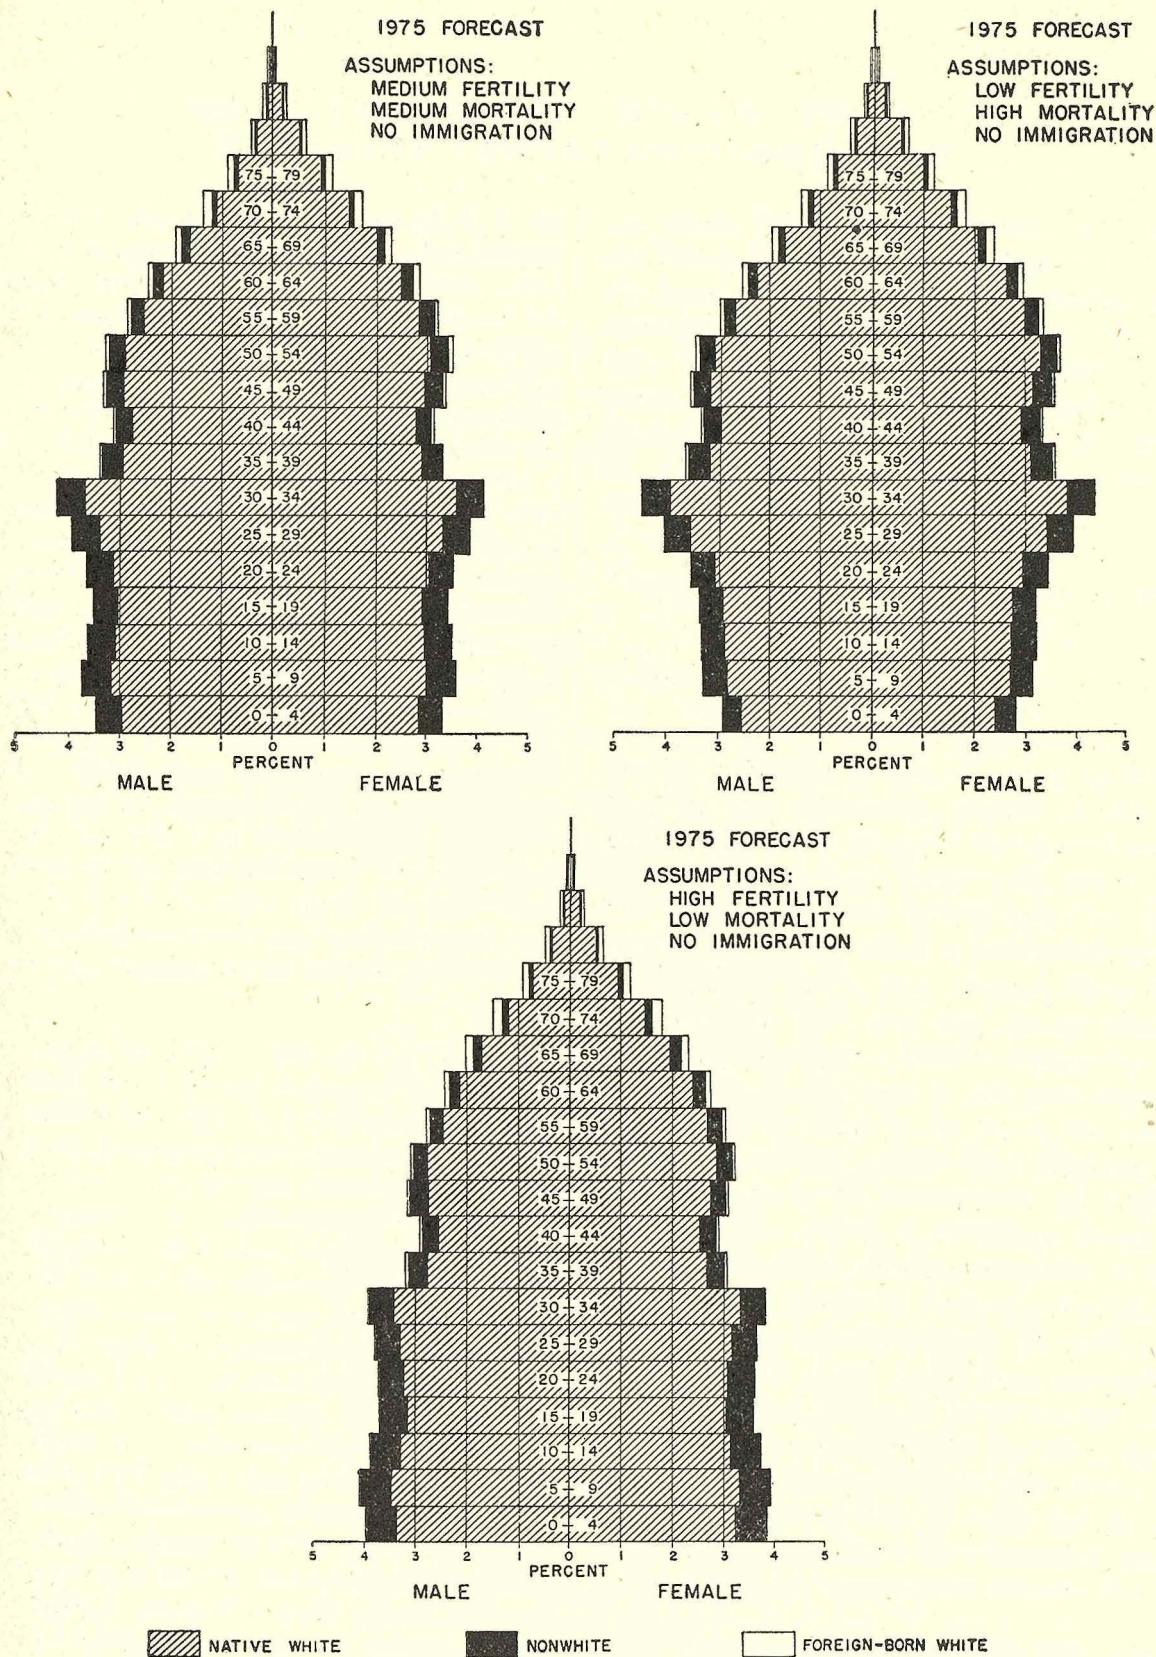 1975 FORECAST
ASSUMPTIONS:
MEDIUM FERTILITY
MEDIUM MORTALITY
NO IMMIGRATION
75-79
70-74
65-69
60-64
55-59
50-54
45-49
40-44
35-39
30-34
25-29
20-24
15-19
10-14
5-9
0-4
5 4 3 2 1 0 1 2 3 4 5
PERCENT
MALE FEMALE
1975 FORECAST
ASSUMPTIONS:
LOW FERTILITY
HIGH MORTALITY
NO IMMIGRATION
75-79
70-74
65-69
60-64
55-59
50-54
45-49
40-44
35-39
30-34
25-29
20-24
15-19
10-14
5-9
0-4
5 4 3 2 1 0 1 2 3 4 5
PERCENT
MALE FEMALE
1975 FORECAST
ASSUMPTIONS:
HIGH FERTILITY
LOW MORTALITY
NO IMMIGRATION
75-79
70-74
65-69
60-64
55-59
50-54
45-49
40-44
35-39
30-34
25-29
20-24
15-19
10-14
5-9
0-4
5 4 3 2 1 0 1 2 3 4 5
PERCENT
MALE FEMALE
NATIVE WHITE NONWHITE FOREIGN-BORN WHITE